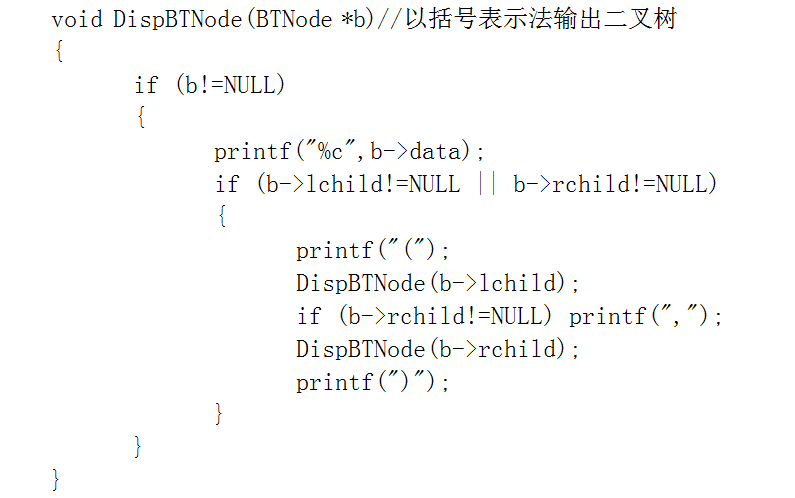 void DispBTNode(BTNode *b)//以括号表示法输出二叉树
{
if (b!=NULL)
{
printf("%c",b->data);
if (b->lchild!=NULL || b->rchild!=NULL)
{
printf("(");
DispBTNode(b->lchild);
if (b->rchild!=NULL) printf(",");
DispBTNode(b->rchild);
printf(")");
}
}
}